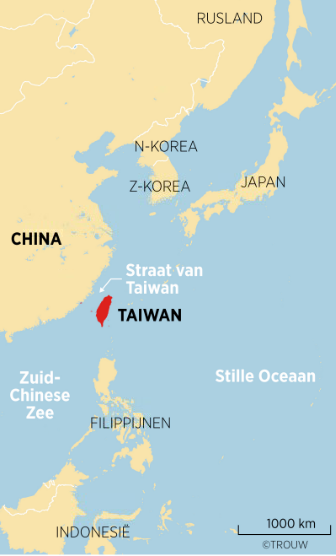 RUSLAND
N-KOREA
Z-KOREA
JAPAN
CHINA
Straat van
Taiwan
TAIWAN
Zuid-
Chinese
Zee
Stille Oceaan
FILIPPIJNEN
INDONESIË
1000 km
©TROUW